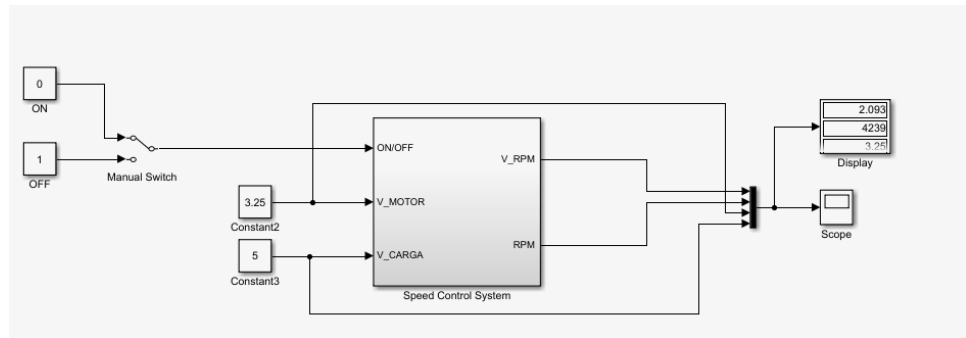 0
ON
1
OFF
Manual Switch
3.25
Constant2
5
Constant3
ON/OFF
V_MOTOR
V_CARGA
V_RPM
RPM
Speed Control System
2.093
4239
3.25
Display
Scope